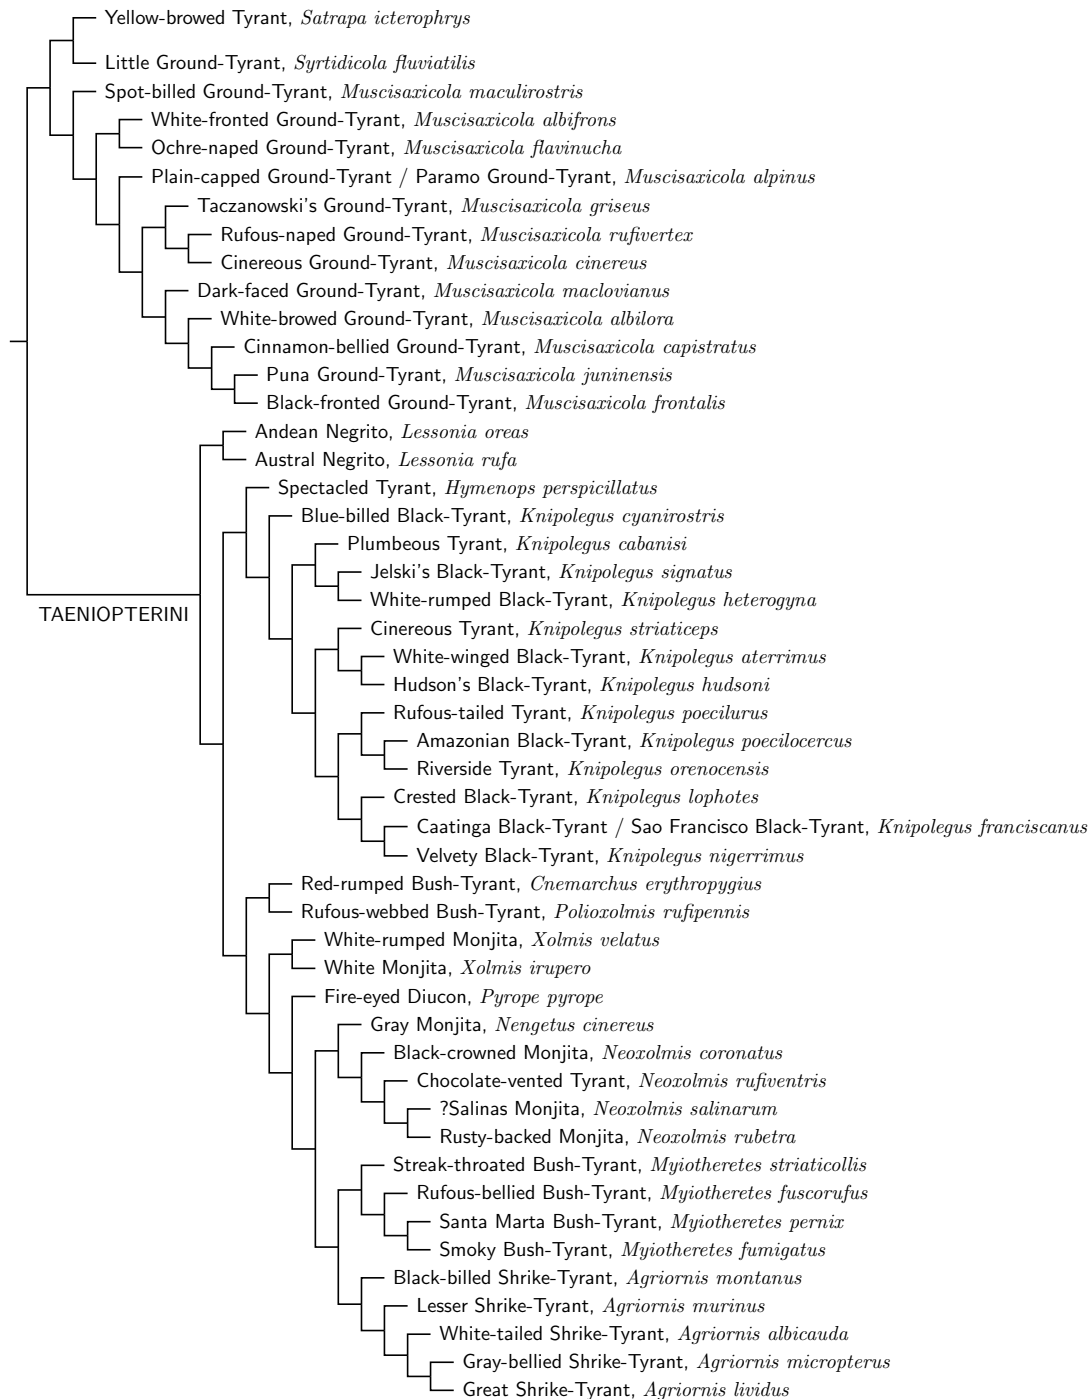 Yellow-browed Tyrant, Satrapa icterophrys
Little Ground-Tyrant, Syrtidicola fluviatilis
Spot-billed Ground-Tyrant, Muscisaxicola maculirostris
White-fronted Ground-Tyrant, Muscisaxicola albifrons
Ochre-naped Ground-Tyrant, Muscisaxicola flavinucha
Plain-capped Ground-Tyrant / Paramo Ground-Tyrant, Muscisaxicola alpinus
Taczanowski's Ground-Tyrant, Muscisaxicola griseus
Rufous-naped Ground-Tyrant, Muscisaxicola rufivertex
Cinereous Ground-Tyrant, Muscisaxicola cinereus
Dark-faced Ground-Tyrant, Muscisaxicola maclovianus
White-browed Ground-Tyrant, Muscisaxicola albilora
Cinnamon-bellied Ground-Tyrant, Muscisaxicola capistratus
Puna Ground-Tyrant, Muscisaxicola juninensis
Black-fronted Ground-Tyrant, Muscisaxicola frontalis
Andean Negrito, Lessonia oreas
Austral Negrito, Lessonia rufa
Spectacled Tyrant, Hymenops perspicillatus
Blue-billed Black-Tyrant, Knipolegus cyanirostris
Plumbeous Tyrant, Knipolegus cabanisi
Jelski's Black-Tyrant, Knipolegus signatus
White-rumped Black-Tyrant, Knipolegus heterogyna
TAENIOPTERINI
Cinereous Tyrant, Knipolegus striaticeps
White-winged Black-Tyrant, Knipolegus aterrimus
Hudson's Black-Tyrant, Knipolegus hudsoni
Rufous-tailed Tyrant, Knipolegus poecilurus
Amazonian Black-Tyrant, Knipolegus poecilocercus
Riverside Tyrant, Knipolegus orenocensis
Crested Black-Tyrant, Knipolegus lophotes
Caatinga Black-Tyrant / Sao Francisco Black-Tyrant, Knipolegus franciscanus
Velvety Black-Tyrant, Knipolegus nigerrimus
Red-rumped Bush-Tyrant, Cnemarchus erythropygius
Rufous-webbed Bush-Tyrant, Polioxolmis rufipennis
White-rumped Monjita, Xolmis velatus
White Monjita, Xolmis irupero
Fire-eyed Diucon, Pyrope pyrope
Gray Monjita, Nengetus cinereus
Black-crowned Monjita, Neoxolmis coronatus
Chocolate-vented Tyrant, Neoxolmis rufiventris
?Salinas Monjita, Neoxolmis salinarum
Rusty-backed Monjita, Neoxolmis rubetra
Streak-throated Bush-Tyrant, Myiotheretes striaticollis
Rufous-bellied Bush-Tyrant, Myiotheretes fuscorufus
Santa Marta Bush-Tyrant, Myiotheretes pernix
Smoky Bush-Tyrant, Myiotheretes fumigatus
Black-billed Shrike-Tyrant, Agriornis montanus
Lesser Shrike-Tyrant, Agriornis murinus
White-tailed Shrike-Tyrant, Agriornis albicauda
Gray-bellied Shrike-Tyrant, Agriornis micropterus
Great Shrike-Tyrant, Agriornis lividus